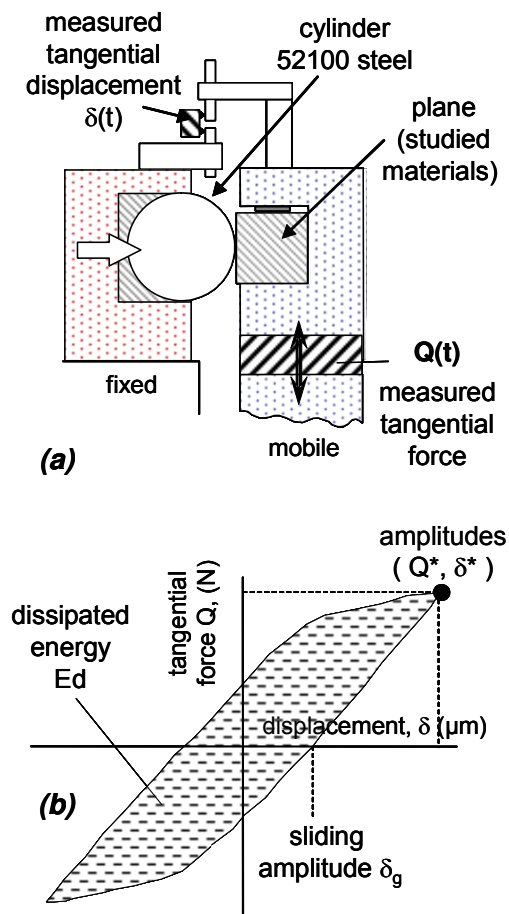 measured
tangential
displacement
δ(t)
cylinder
52100 steel
plane
(studied
materials)
fixed
Q(t)
measured
tangential
force
mobile
(a)
amplitudes
( Q*, δ* )
tangential
force Q, (N)
dissipated
energy
Ed
displacement, δ (µm)
(b)
sliding
amplitude δg